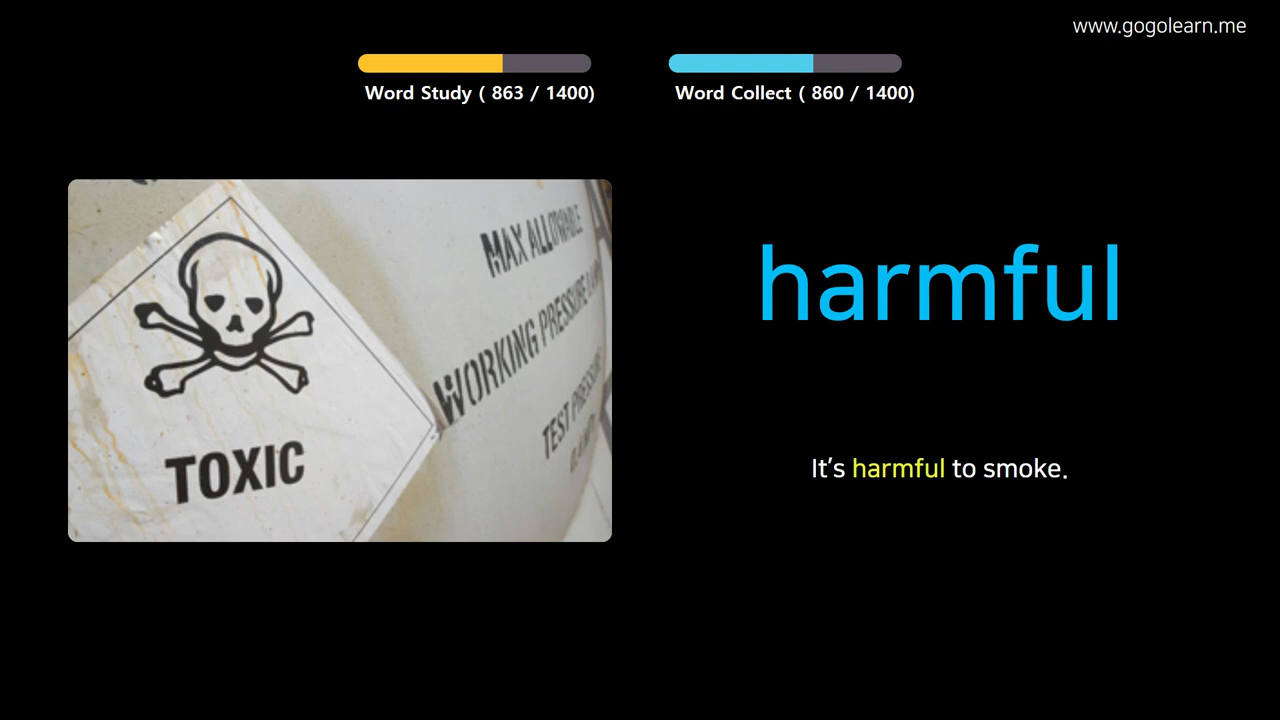 www.gogolearn.me
Word Study ( 863 / 1400)
Word Collect ( 860 / 1400)
MAX ALLOWABLE
WORKING PRESSURE
TEST PRESSURE
TOXIC
harmful
It's harmful to smoke.